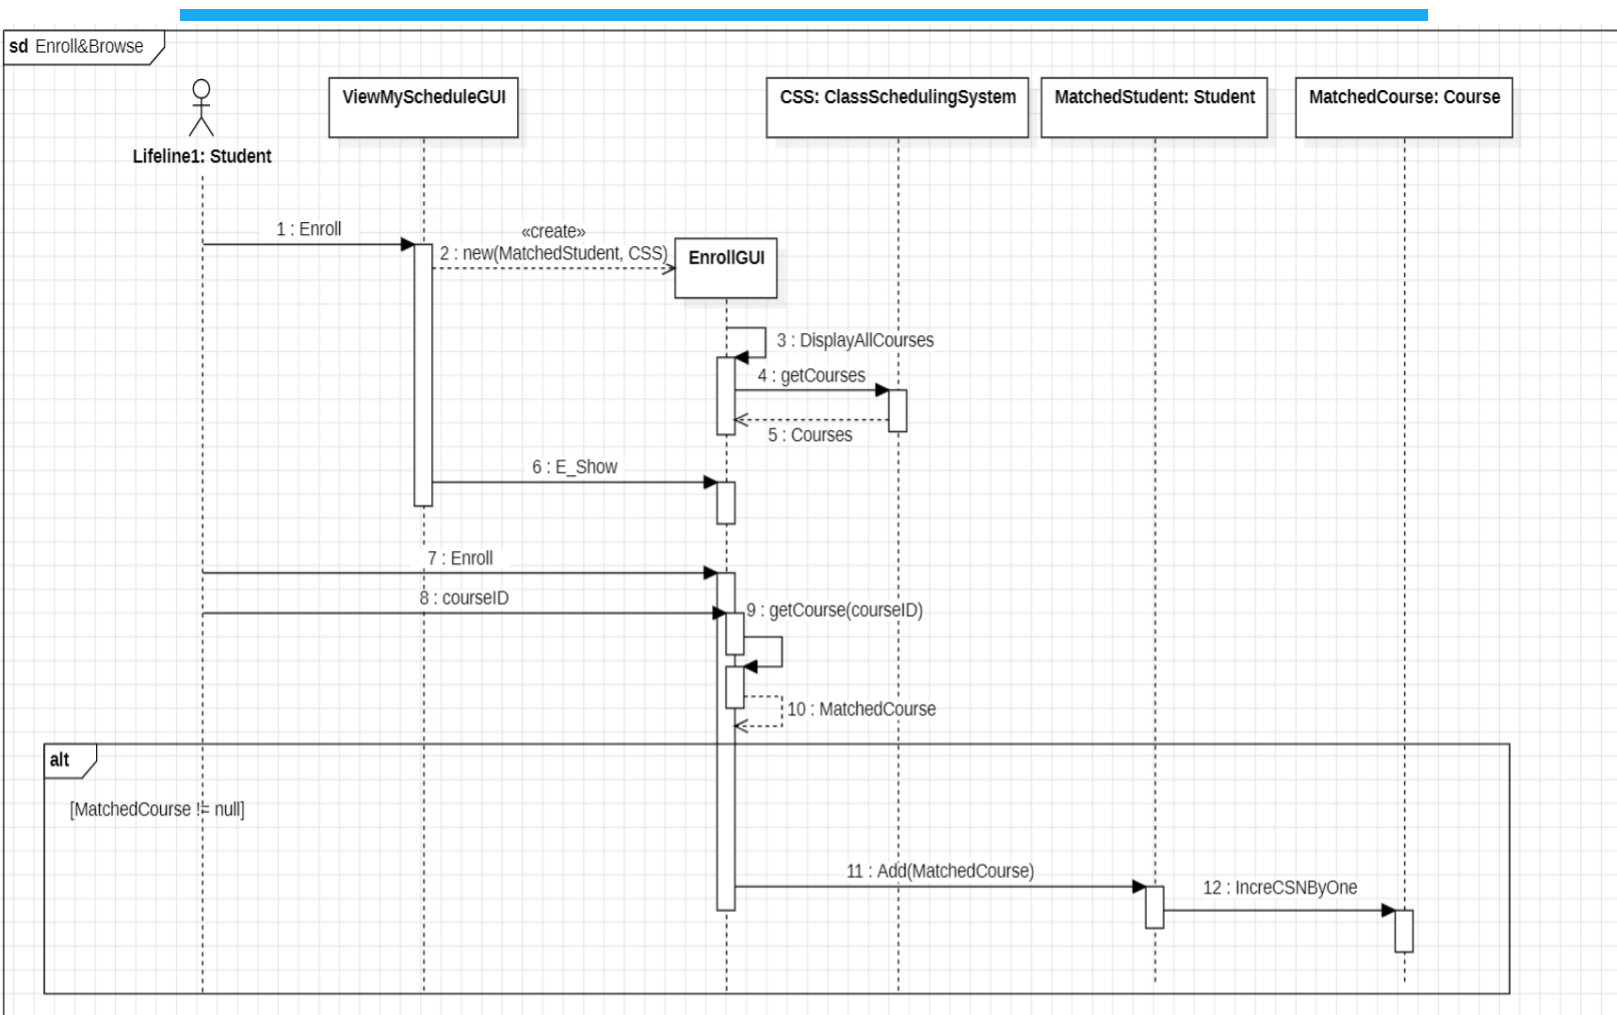 sd Enroll&Browse
ViewMyScheduleGUI
CSS: ClassSchedulingSystem
MatchedStudent: Student
MatchedCourse: Course
Lifeline1: Student
1 : Enroll
«create»
2 : new(MatchedStudent, CSS)
EnrollGUI
3 : DisplayAllCourses
4 : getCourses
5 : Courses
6 : E_Show
7 : Enroll
8 : courseID
9 : getCourse(courseID)
10 : MatchedCourse
alt
[MatchedCourse != null]
11 : Add(MatchedCourse)
12 : IncreCSNByOne